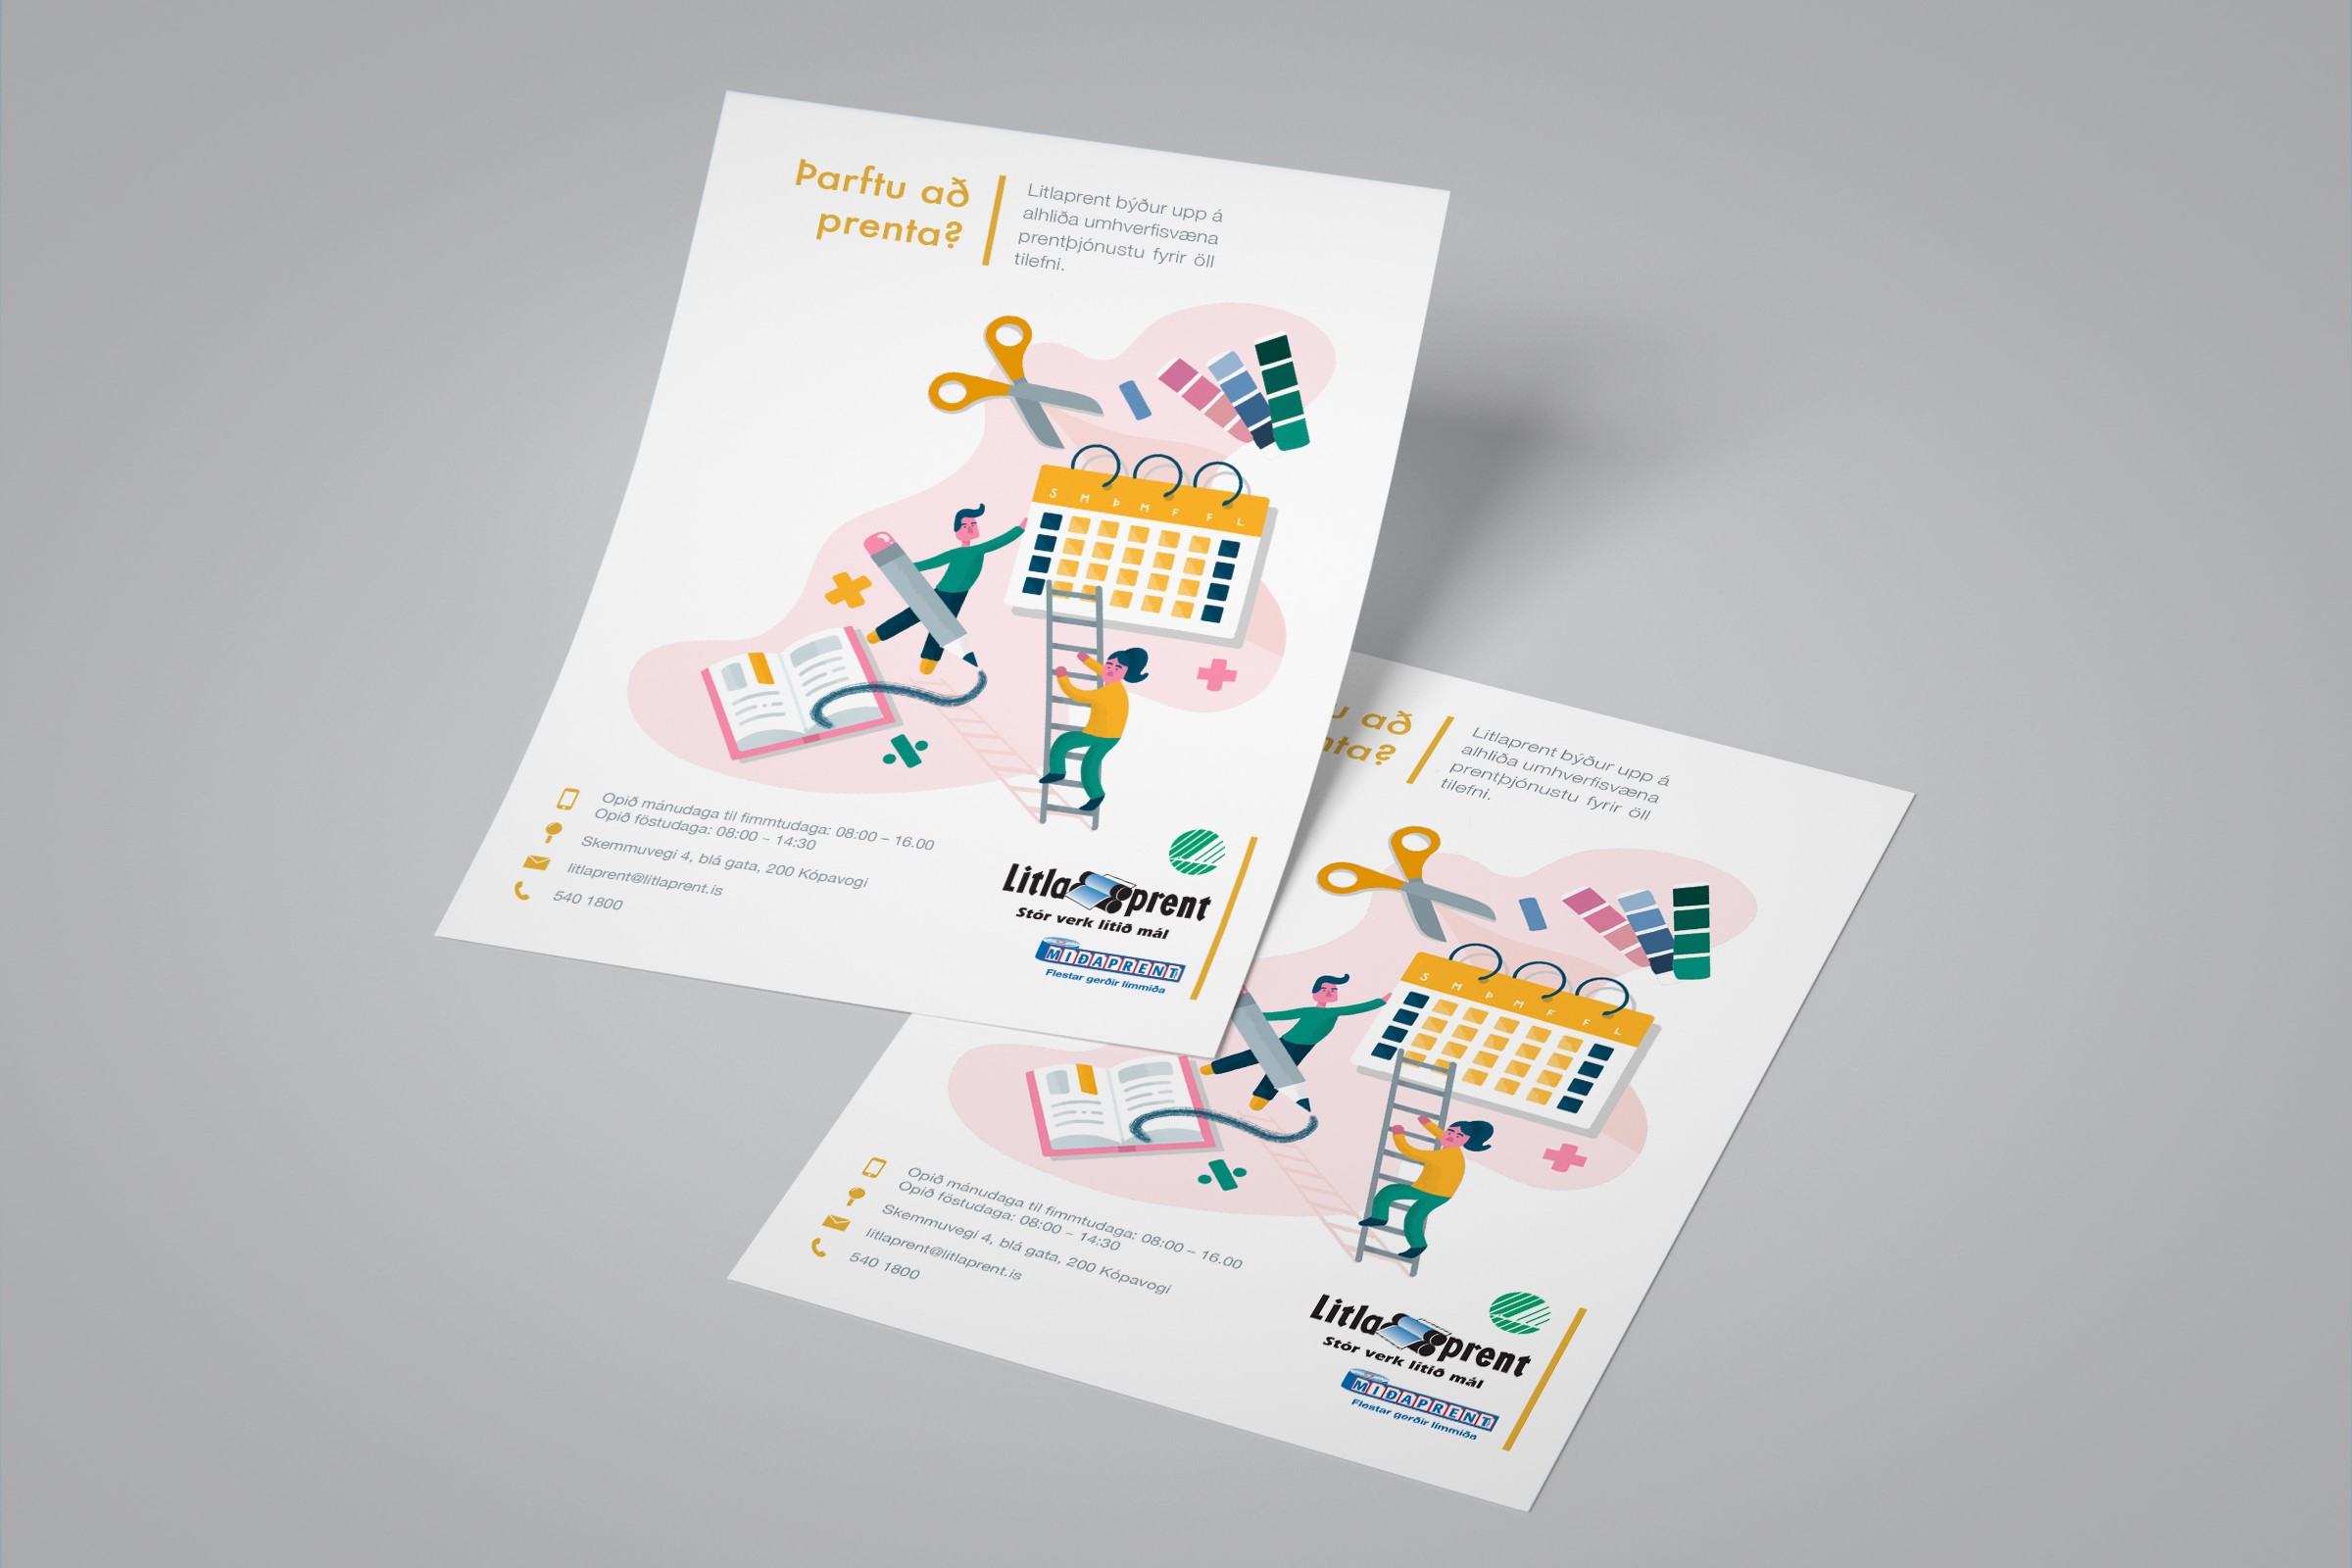 Þarftu að
prenta?
Litlaprent býður upp á
alhliða umhverfisvæna
prentþjónustu fyrir öll
tilefni.
S M Þ M F F L
Opið mánudaga til fimmtudaga: 08:00 – 16.00
Opið föstudaga: 08:00 – 14:30
Skemmuvegi 4, blá gata, 200 Kópavogi
litlaprent@litlaprent.is
540 1800
Litlaprent
Stór verk lítið mál
MIÐAPRENT
Flestar gerðir límmiða
u að
nta?
Litlaprent býður upp á
alhliða umhverfisvæna
prentþjónustu fyrir öll
tilefni.
S M Þ M F F L
Opið mánudaga til fimmtudaga: 08:00 – 16.00
Opið föstudaga: 08:00 – 14:30
Skemmuvegi 4, blá gata, 200 Kópavogi
litlaprent@litlaprent.is
540 1800
Litlaprent
Stór verk lítið mál
MIÐAPRENT
Flestar gerðir límmiða